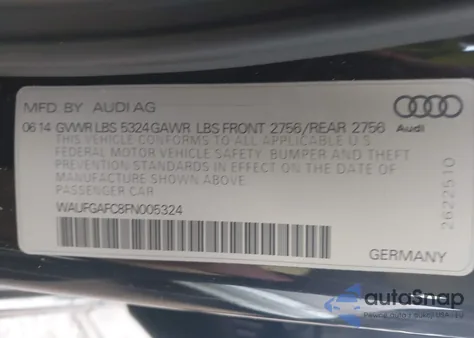 MFD BY AUDI AG
06 14 GVWR LBS 5324 GAWR LBS FRONT 2756/REAR 2756
Audi
THIS VEHICLE CONFORMS TO ALL APPLICABLE U S
FEDERAL MOTOR VEHICLE SAFETY, BUMPER AND THEFT
PREVENTION STANDARDS IN EFFECT ON THE DATE OF
MANUFACTURE SHOWN ABOVE.
PASSENGER CAR
2622510
WAUFGAFC8FN005324
GERMANY
autoSnap